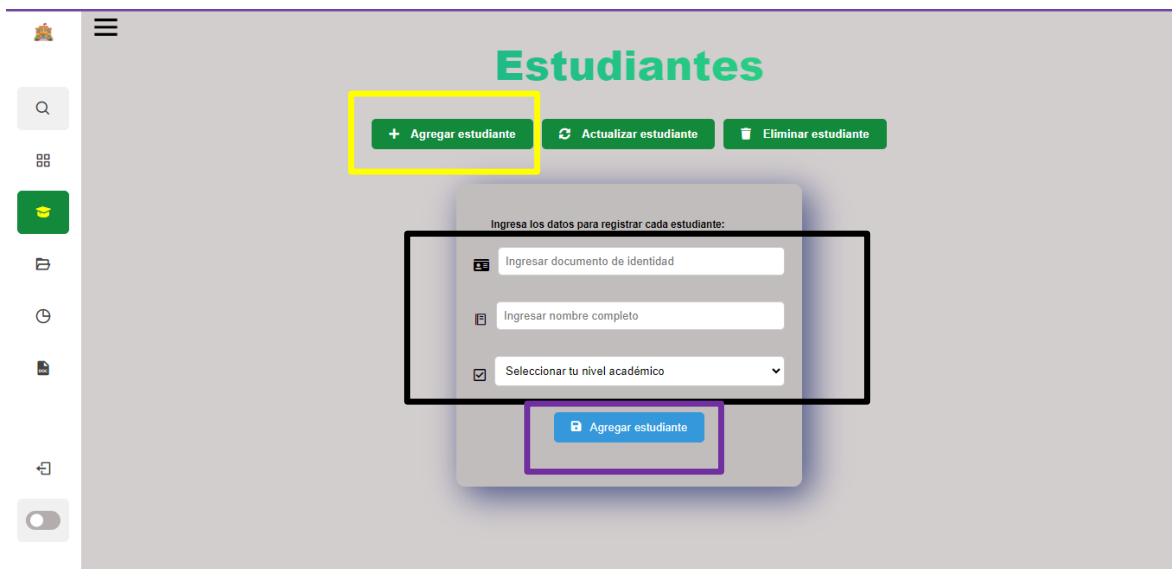 Estudiantes
Agregar estudiante
Actualizar estudiante
Eliminar estudiante
Ingresa los datos para registrar cada estudiante:
Ingresar documento de identidad
Ingresar nombre completo
Seleccionar tu nivel académico
Agregar estudiante